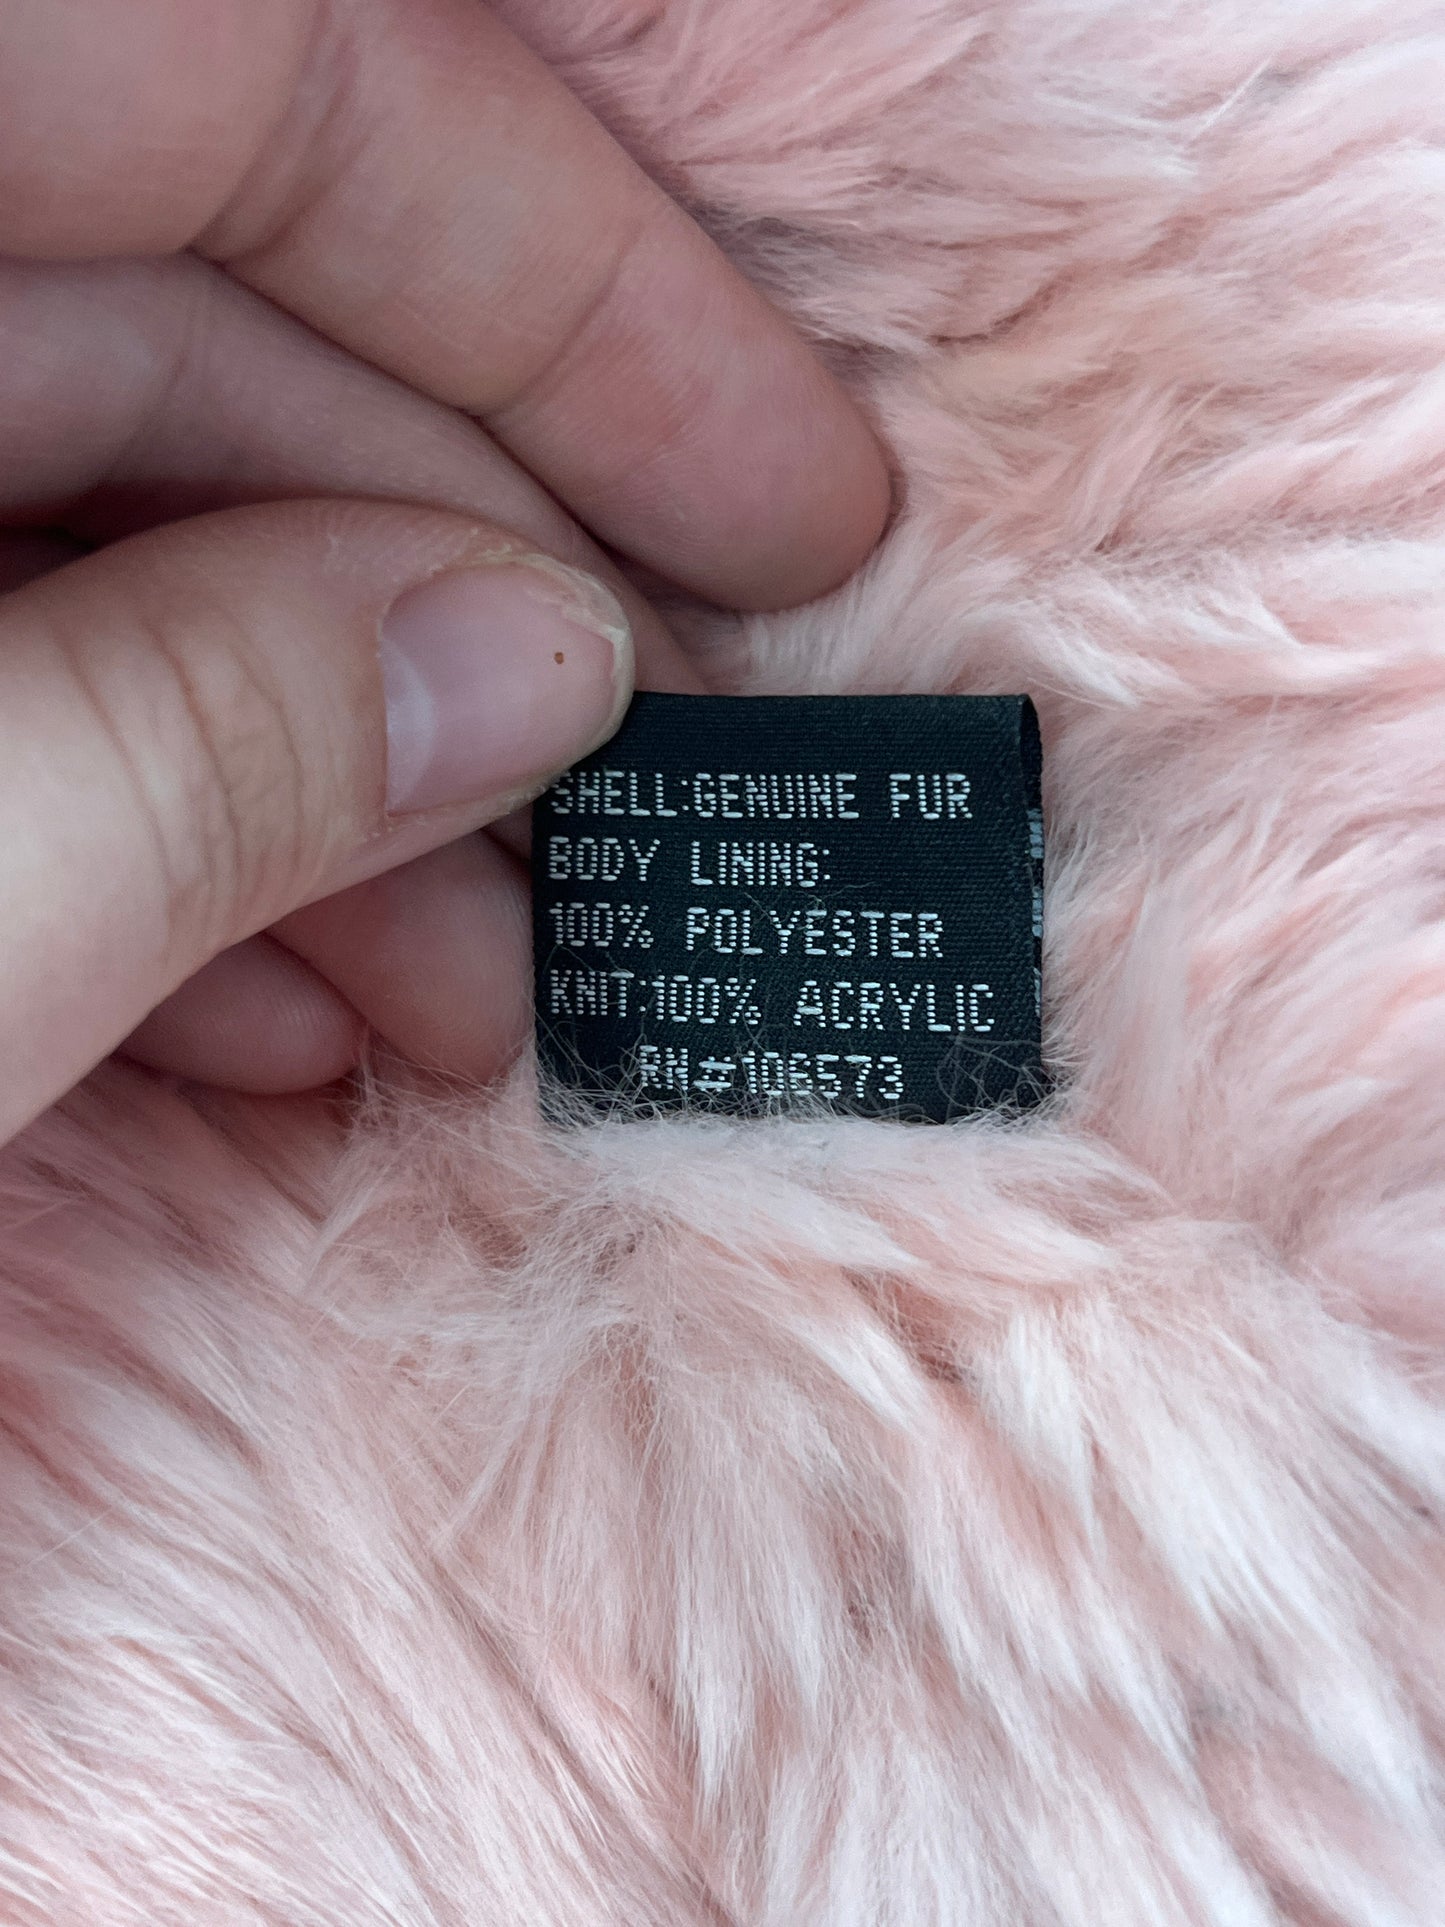 SHELL:GENUINE FUR
BODY LINING:
100% POLYESTER
KNIT:100% ACRYLIC
RN#106573